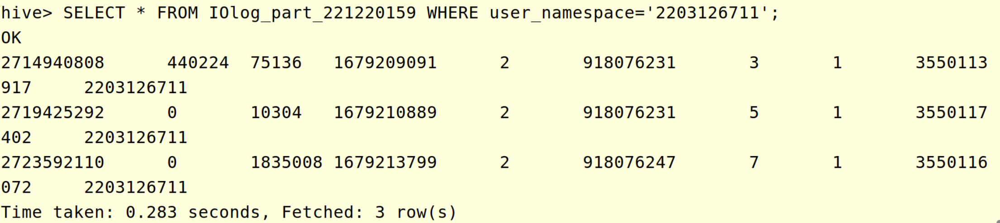 hive> SELECT * FROM IOlog_part_221220159 WHERE user_namespace='2203126711';
OK
2714940808 440224 75136 1679209091 2 918076231 3 1 3550113
917 2203126711
2719425292 0 10304 1679210889 2 918076231 5 1 3550117
402 2203126711
2723592110 0 1835008 1679213799 2 918076247 7 1 3550116
072 2203126711
Time taken: 0.283 seconds, Fetched: 3 row(s)